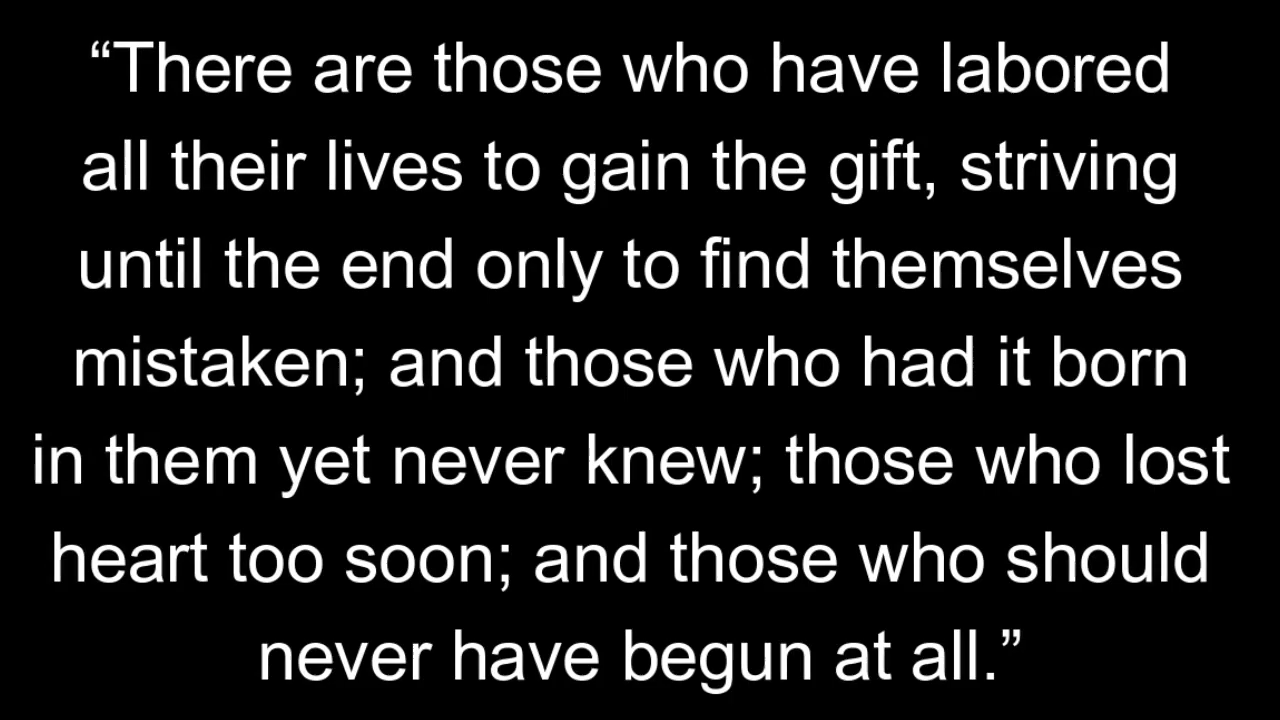 “There are those who have labored
all their lives to gain the gift, striving
until the end only to find themselves
mistaken; and those who had it born
in them yet never knew; those who lost
heart too soon; and those who should
never have begun at all.”